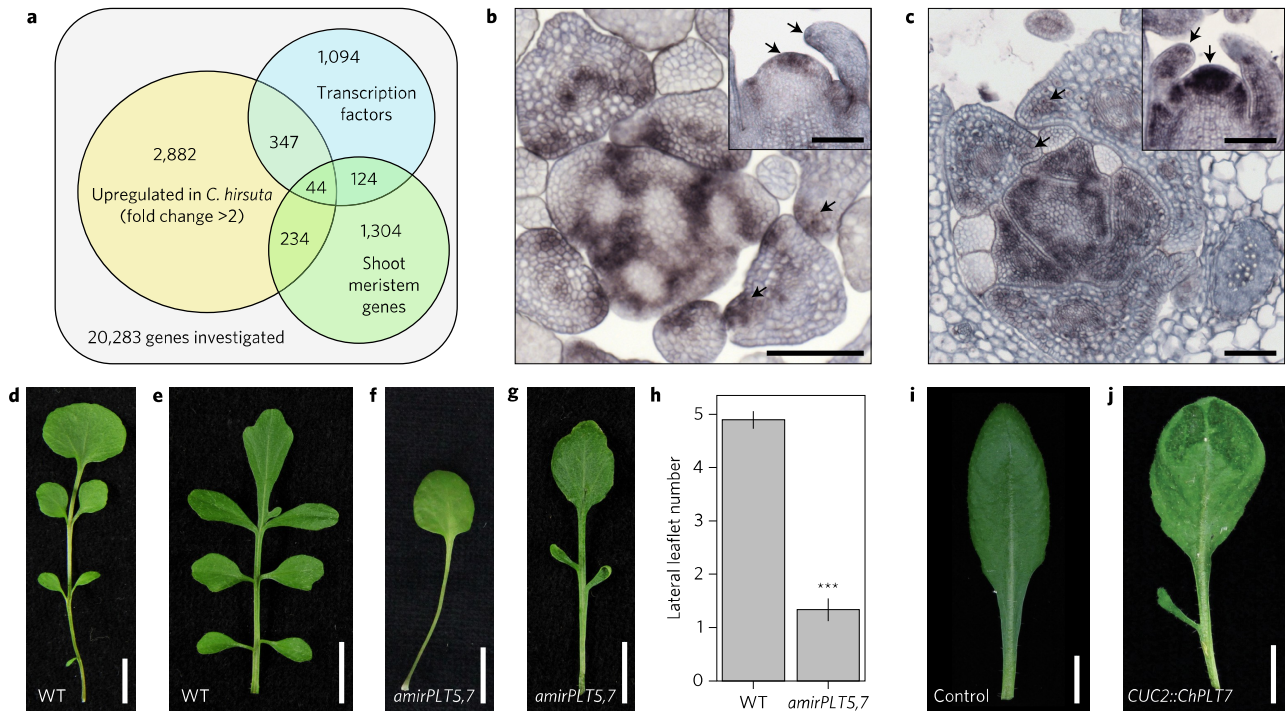 a
1,094
Transcription
factors
2,882
347
Upregulated in C. hirsuta
(fold change >2)
44
124
234
1,304
Shoot
meristem
genes
20,283 genes investigated
b
c
d
WT
e
WT
f
amirPLT5,7
g
amirPLT5,7
h
Lateral leaflet number
5
4
3
2
1
0
***
WT
amirPLT5,7
i
Control
j
CUC2::ChPLT7